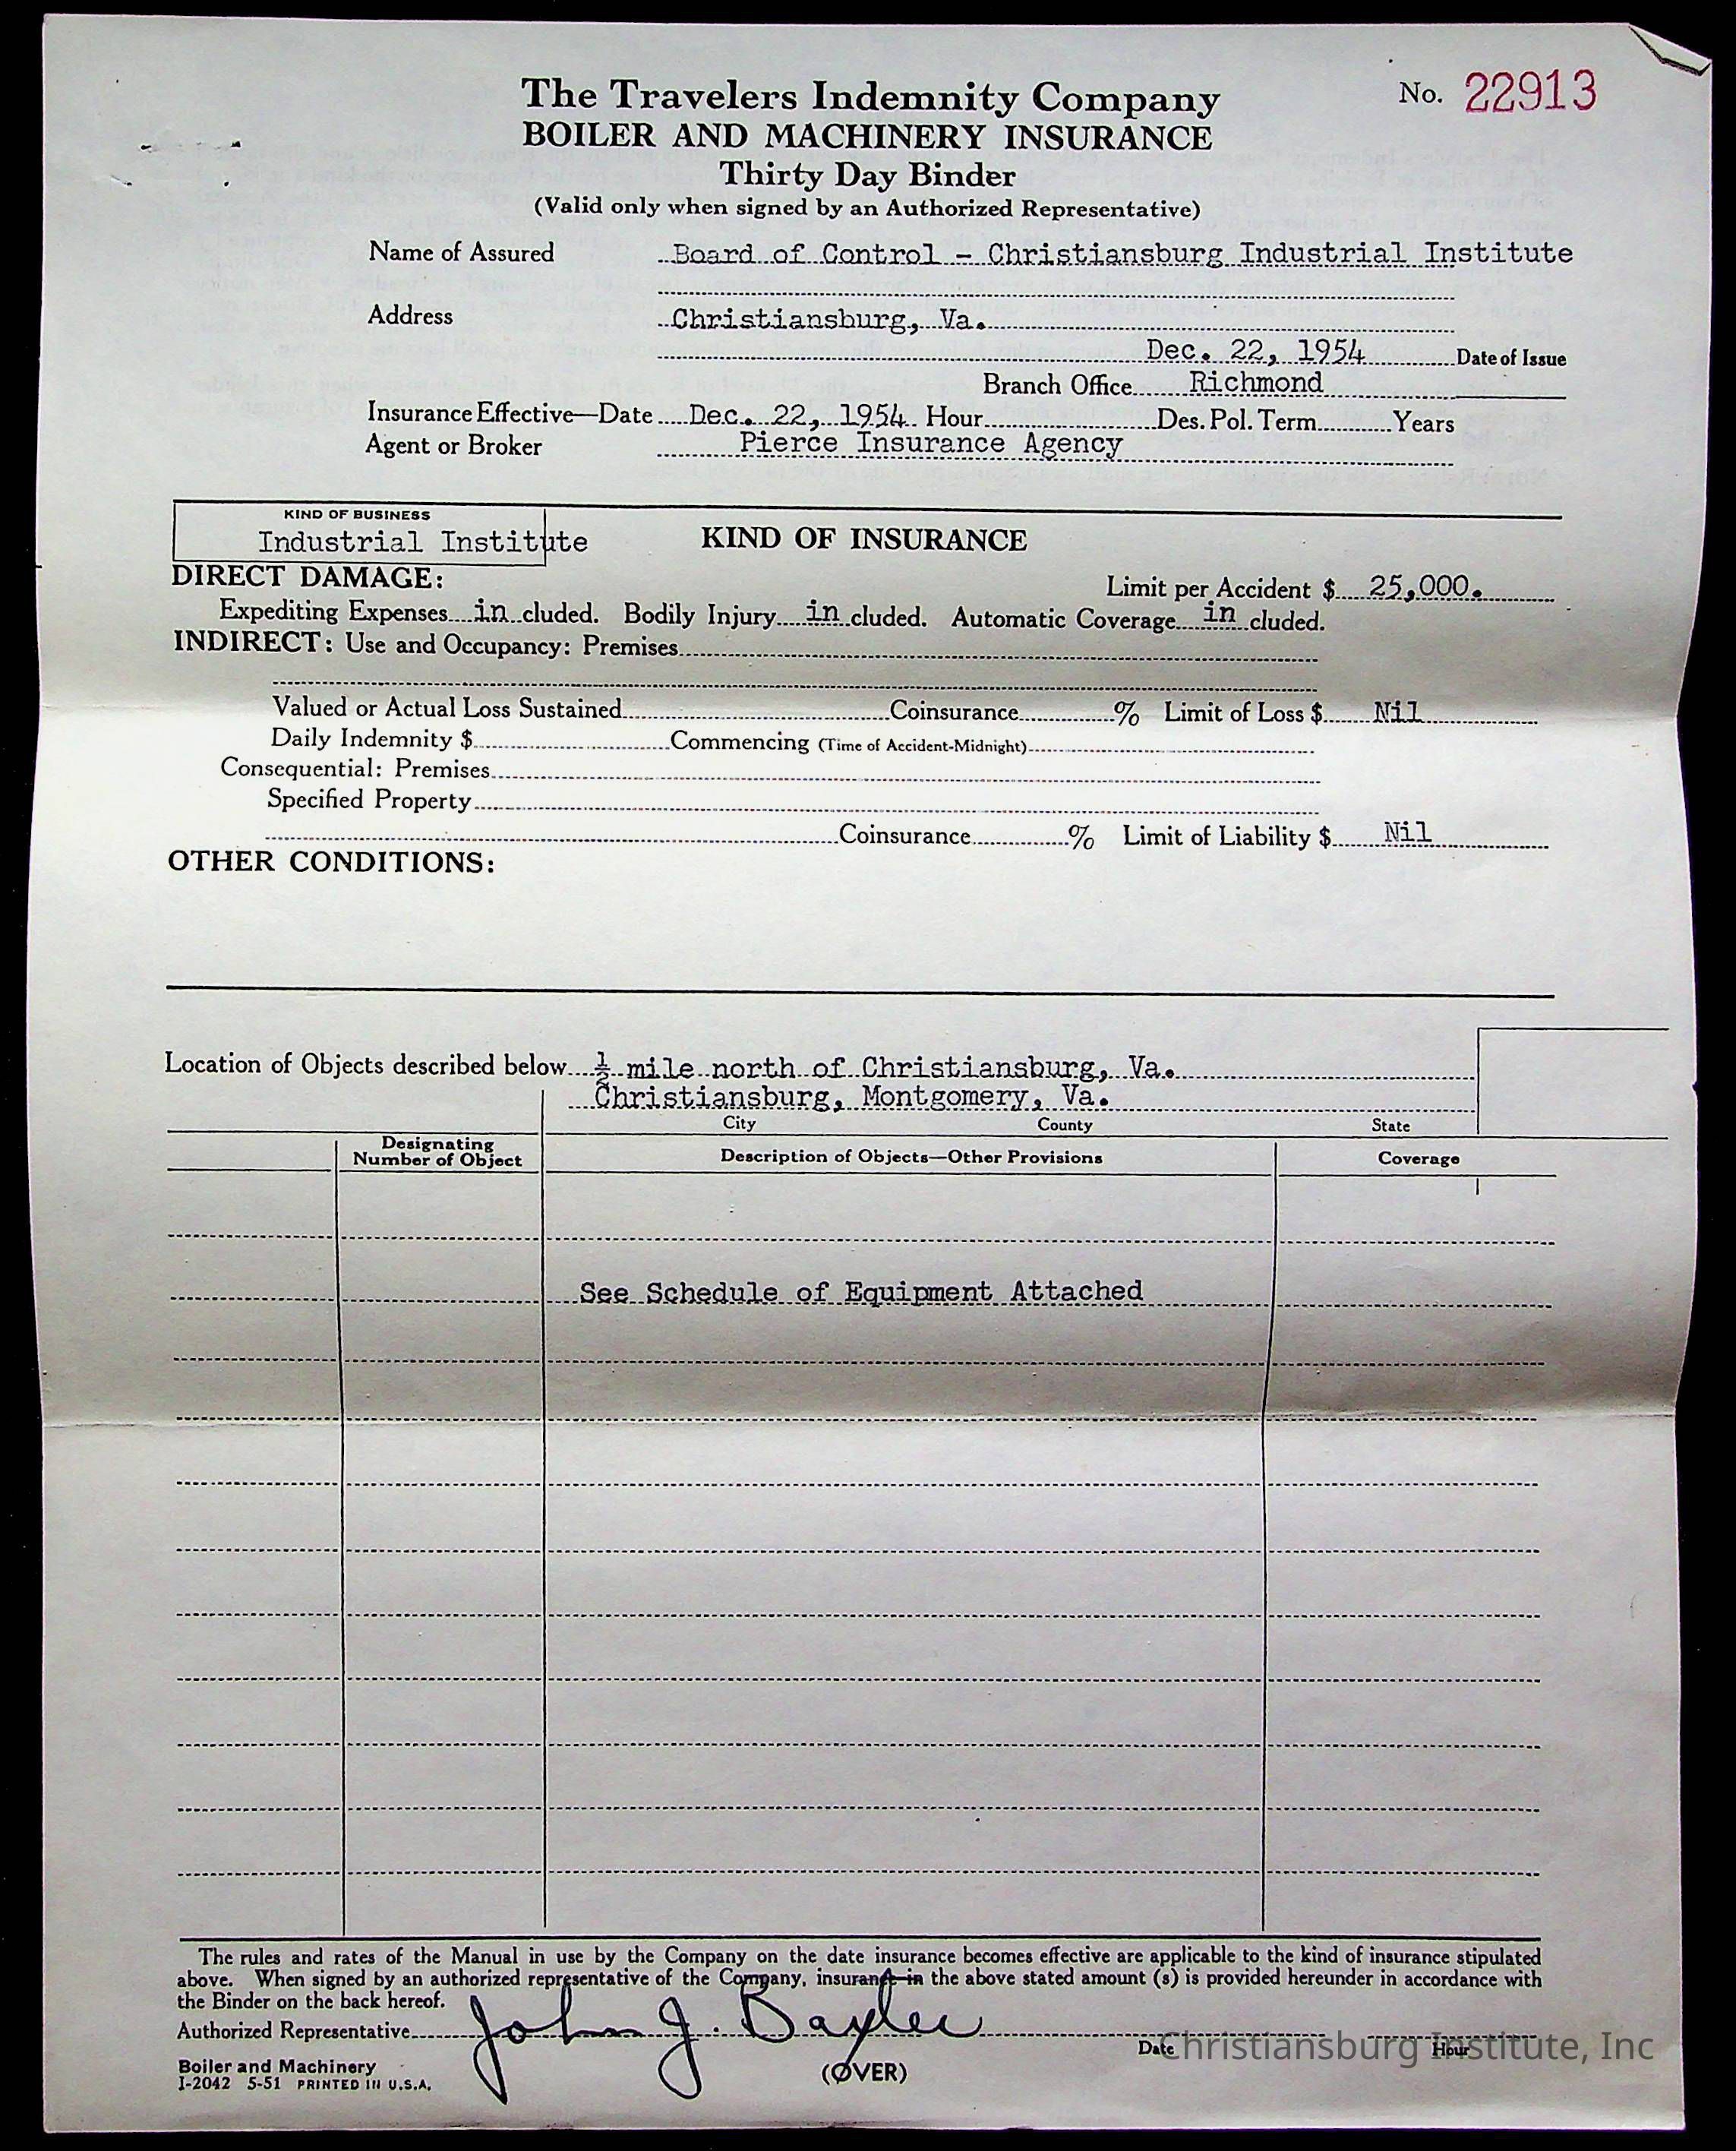 The Travelers Indemnity Company No. 22913
BOILER AND MACHINERY INSURANCE
Thirty Day Binder
(Valid only when signed by an Authorized Representative)
Name of Assured Board of Control - Christiansburg Industrial Institute
Address Christiansburg, Va.
Dec. 22, 1954 Date of Issue
Branch Office Richmond
Insurance Effective—Date Dec. 22, 1954 Hour Des. Pol. Term Years
Agent or Broker Pierce Insurance Agency
KIND OF BUSINESS
Industrial Institute KIND OF INSURANCE
DIRECT DAMAGE: Limit per Accident $ 25,000.
Expediting Expenses in cluded. Bodily Injury in cluded. Automatic Coverage in cluded.
INDIRECT: Use and Occupancy: Premises
Valued or Actual Loss Sustained Coinsurance % Limit of Loss $ Nil
Daily Indemnity $ Commencing (Time of Accident-Midnight)
Consequential: Premises
Specified Property
Coinsurance % Limit of Liability $ Nil
OTHER CONDITIONS:
Location of Objects described below ½ mile north of Christiansburg, Va.
Christiansburg, Montgomery, Va.
City County State
Designating Number of Object Description of Objects—Other Provisions Coverage
See Schedule of Equipment Attached
The rules and rates of the Manual in use by the Company on the date insurance becomes effective are applicable to the kind of insurance stipulated
above. When signed by an authorized representative of the Company, insurance in the above stated amount (s) is provided hereunder in accordance with
the Binder on the back hereof.
Authorized Representative John J.
Date Hour
Christiansburg Institute, Inc
Boiler and Machinery (OVER)
I-2042 5-51 PRINTED IN U.S.A.